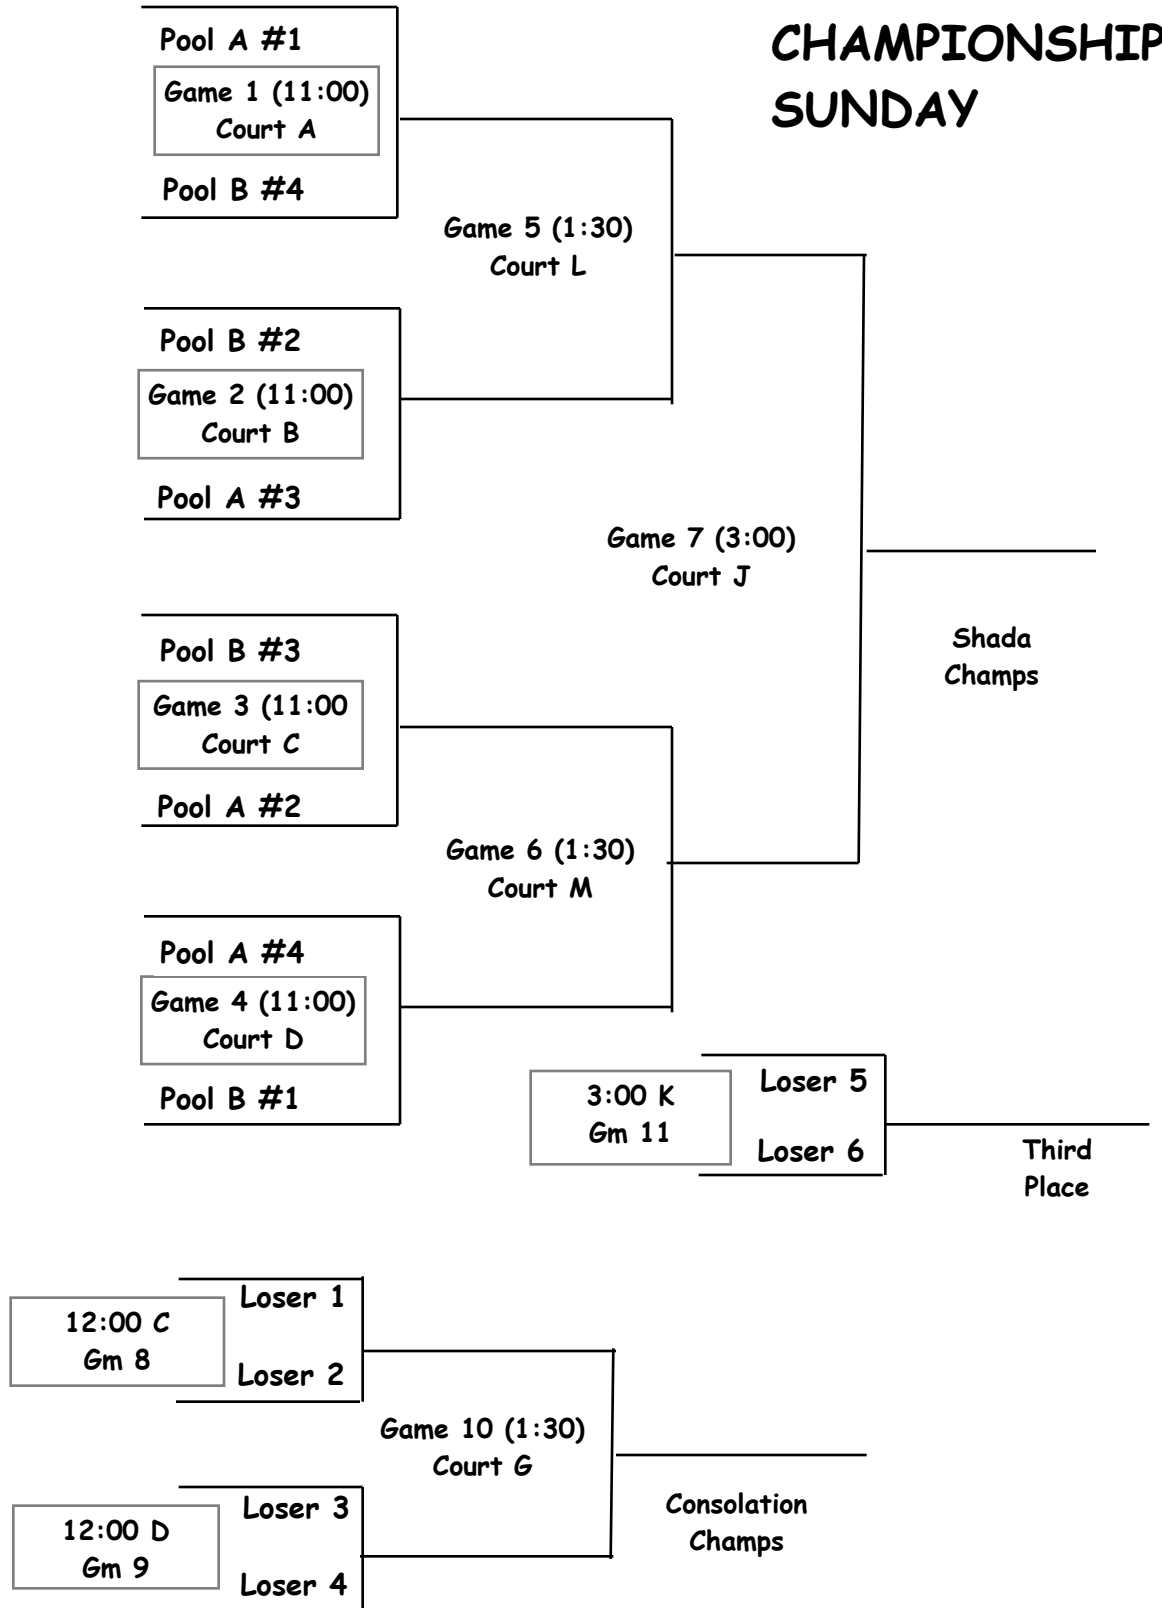 CHAMPIONSHIP
SUNDAY
Pool A #1
Game 1 (11:00)
Court A
Pool B #4
Game 5 (1:30)
Court L
Pool B #2
Game 2 (11:00)
Court B
Pool A #3
Game 7 (3:00)
Court J
Shada
Champs
Pool B #3
Game 3 (11:00
Court C
Pool A #2
Game 6 (1:30)
Court M
Pool A #4
Game 4 (11:00)
Court D
Pool B #1
3:00 K
Gm 11
Loser 5
Loser 6
Third
Place
12:00 C
Gm 8
Loser 1
Loser 2
Game 10 (1:30)
Court G
Consolation
Champs
12:00 D
Gm 9
Loser 3
Loser 4